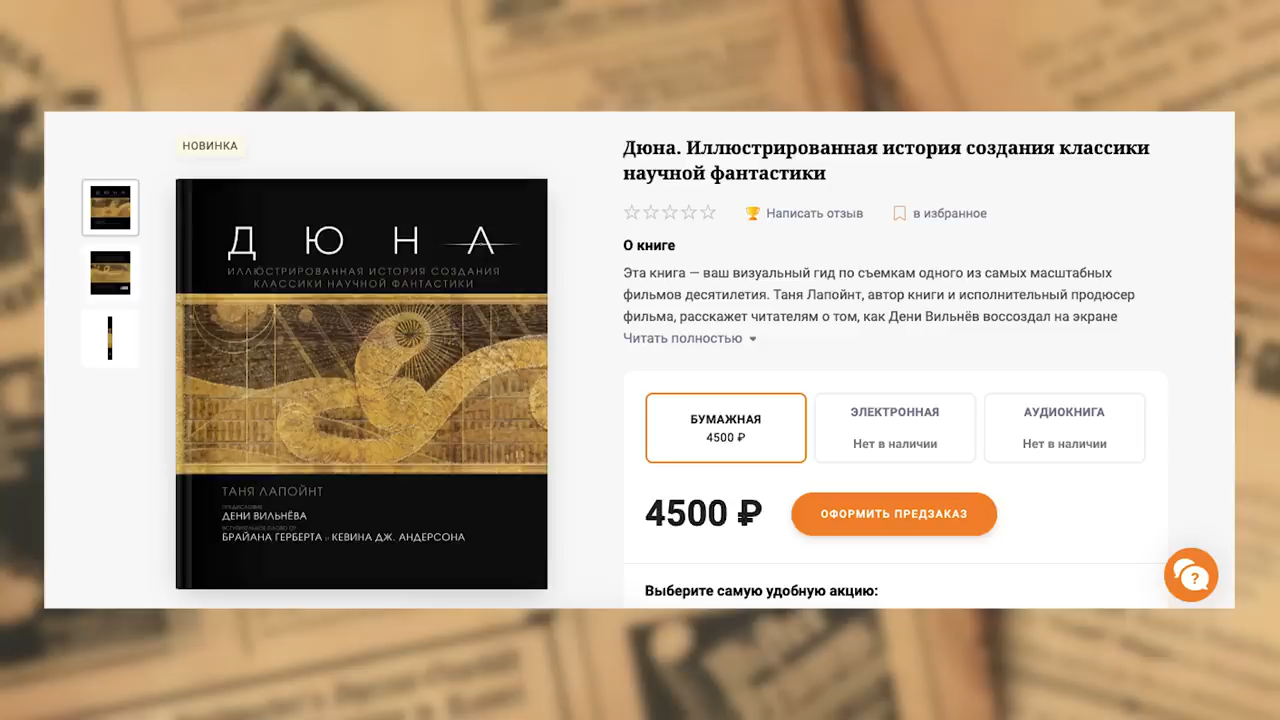 НОВИНКА
Д Ю Н А
ИЛЛЮСТРИРОВАННАЯ ИСТОРИЯ СОЗДАНИЯ
КЛАССИКИ НАУЧНОЙ ФАНТАСТИКИ
ТАНЯ ЛАПОЙНТ
ПРЕДИСЛОВИЕ
ДЕНИ ВИЛЬНЁВА
БРАЙАНА ГЕРБЕРТА и КЕВИНА ДЖ. АНДЕРСОНА
Дюна. Иллюстрированная история создания классики
научной фантастики
Написать отзыв
в избранное
О книге
Эта книга — ваш визуальный гид по съемкам одного из самых масштабных
фильмов десятилетия. Таня Лапойнт, автор книги и исполнительный продюсер
фильма, расскажет читателям о том, как Дени Вильнёв воссоздал на экране
Читать полностью
БУМАЖНАЯ
4500 ₽
ЭЛЕКТРОННАЯ
Нет в наличии
АУДИОКНИГА
Нет в наличии
4500 ₽
ОФОРМИТЬ ПРЕДЗАКАЗ
Выберите самую удобную акцию:
?